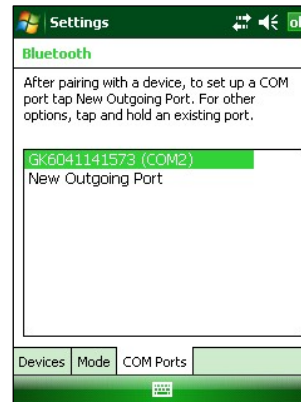 Settings
ok
Bluetooth
After pairing with a device, to set up a COM
port tap New Outgoing Port. For other
options, tap and hold an existing port.
GK6041141573 (COM2)
New Outgoing Port
Devices
Mode
COM Ports